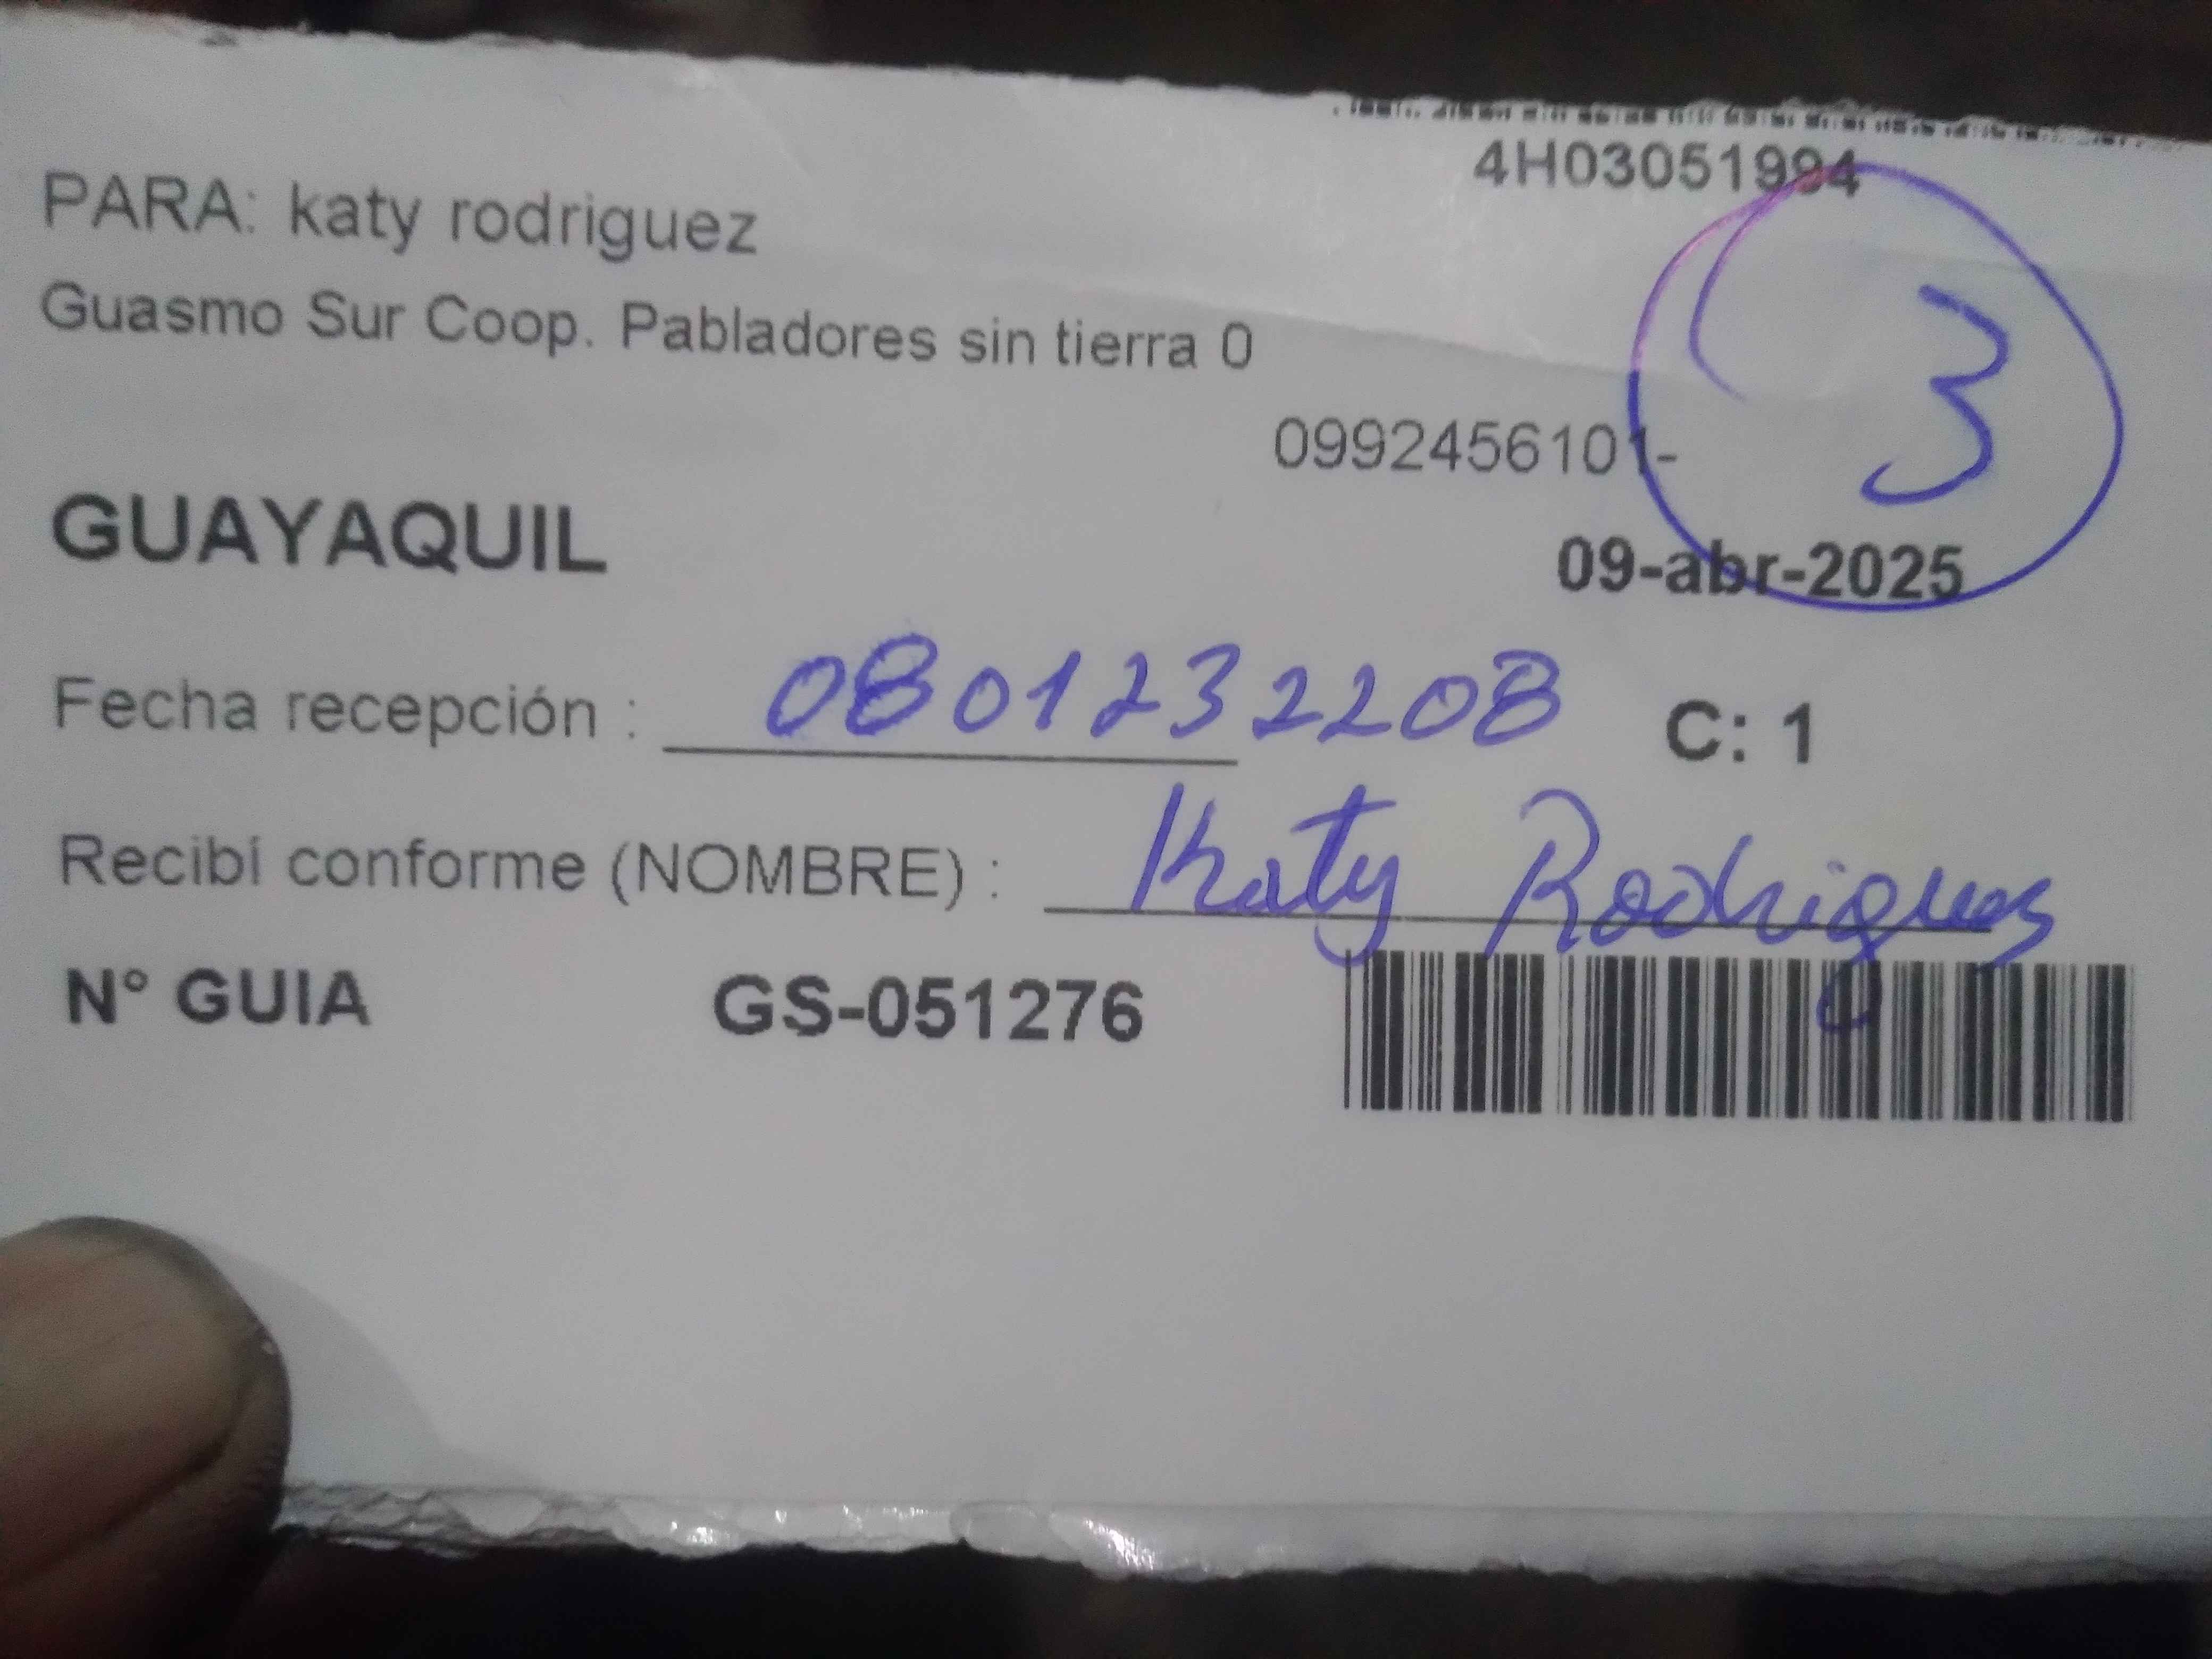 4H03051994
PARA: katy rodriguez
Guasmo Sur Coop. Pabladores sin tierra 0
3
0992456101-
GUAYAQUIL
09-abr-2025
Fecha recepción : 0801232208 C: 1
Recibí conforme (NOMBRE) : Katy Rodrigues
N° GUIA GS-051276